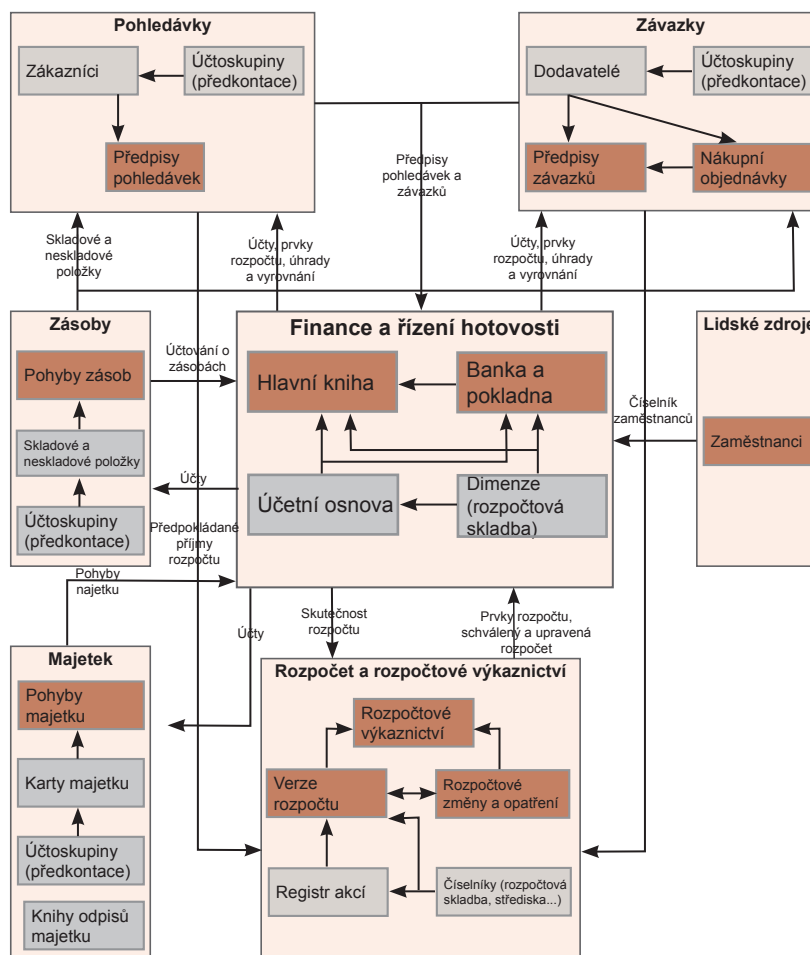 Pohledávky
Zákazníci
Účtoskupiny
(předkontace)
Předpisy
pohledávek
Závazky
Dodavatelé
Účtoskupiny
(předkontace)
Předpisy
závazků
Nákupní
objednávky
Předpisy
pohledávek a
závazků
Skladové a
neskladové
položky
Účty, prvky
rozpočtu, úhrady
a vyrovnání
Účty, prvky
rozpočtu, úhrady
a vyrovnání
Zásoby
Pohyby zásob
Skladové a
neskladové položky
Účtoskupiny
(předkontace)
Účtování o
zásobách
Účty
Předpokládané
příjmy
rozpočtu
Finance a řízení hotovosti
Hlavní kniha
Banka a
pokladna
Účetní osnova
Dimenze
(rozpočtová
skladba)
Lidské zdroje
Číselník
zaměstnanců
Zaměstnanci
Pohyby
najetku
Účty
Skutečnost
rozpočtu
Prvky rozpočtu,
schválený a upravená
rozpočet
Majetek
Pohyby
majetku
Karty majetku
Účtoskupiny
(předkontace)
Knihy odpisů
majetku
Rozpočet a rozpočtové výkaznictví
Rozpočtové
výkaznictví
Verze
rozpočtu
Rozpočtové
změny a opatření
Registr akcí
Číselníky (rozpočtová
skladba, střediska...)